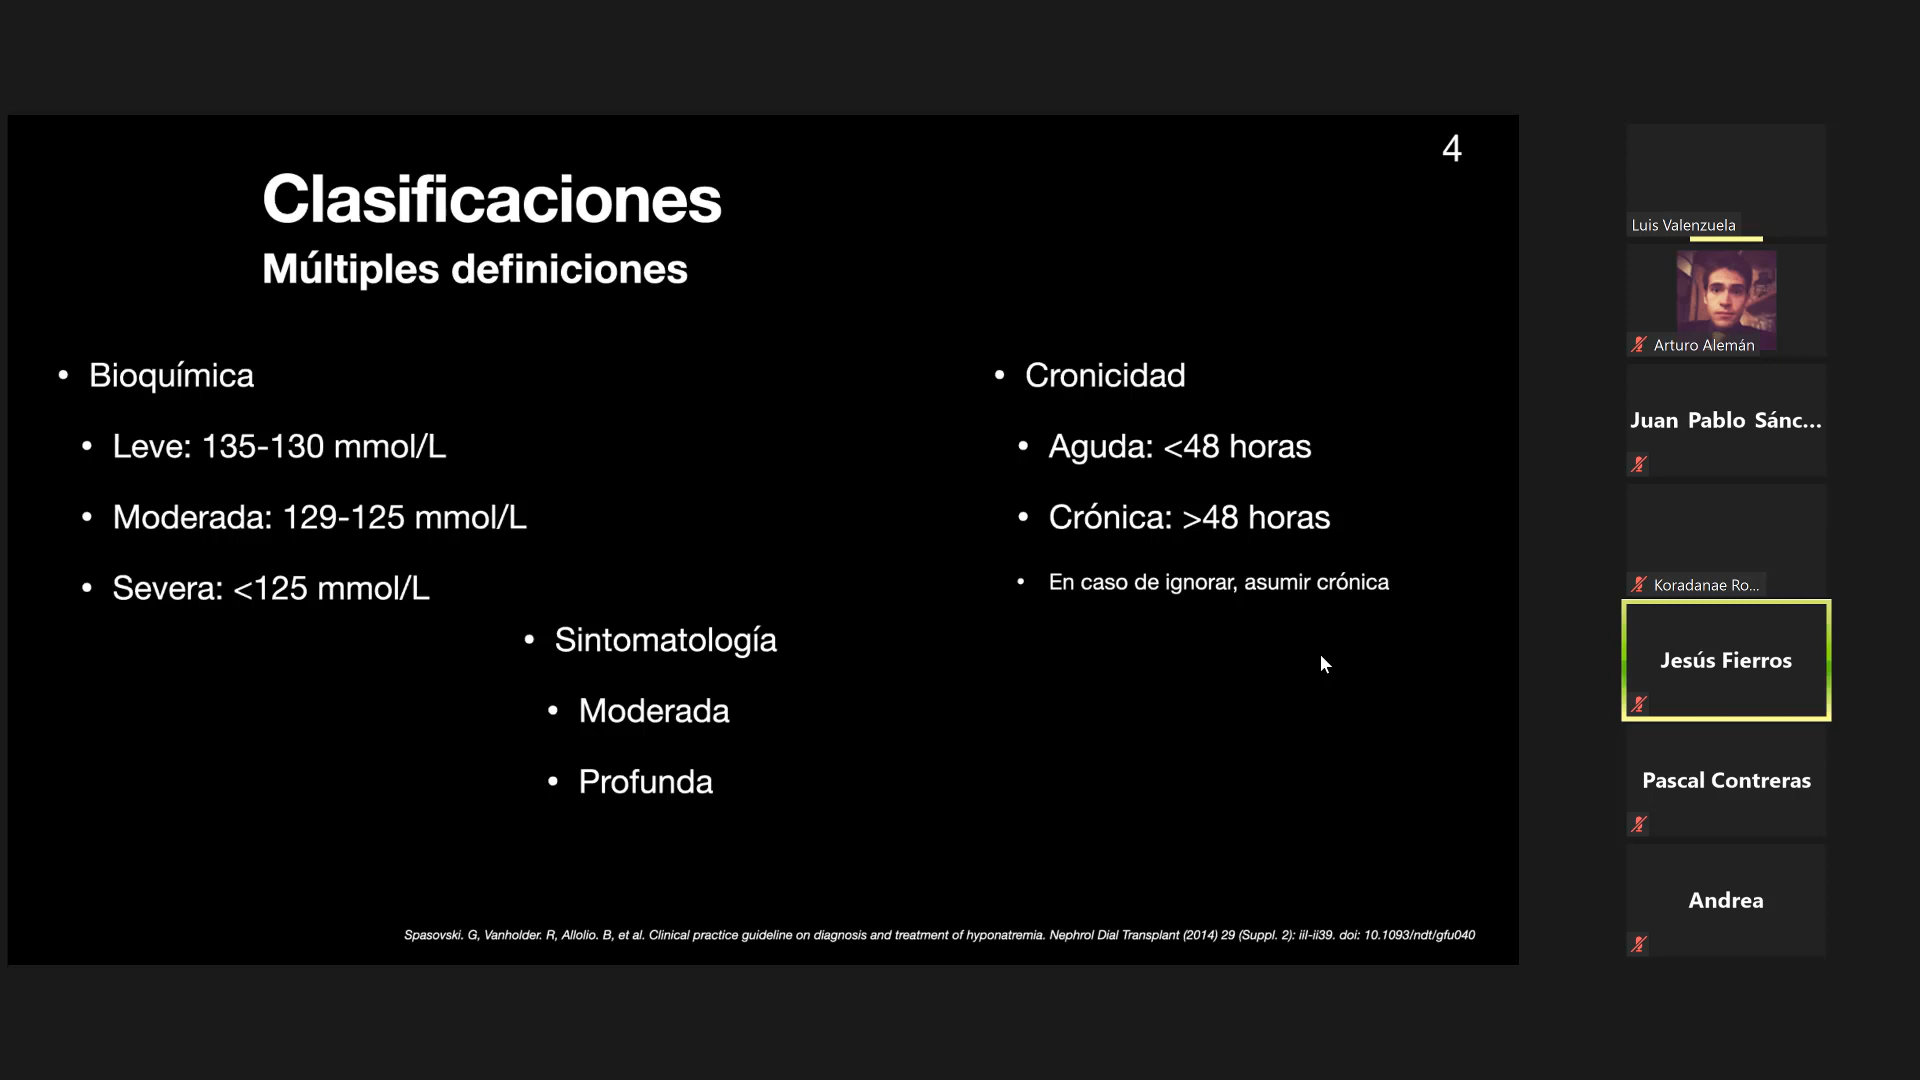 4
Clasificaciones
Múltiples definiciones
• Bioquímica
• Leve: 135-130 mmol/L
• Moderada: 129-125 mmol/L
• Severa: <125 mmol/L
• Sintomatología
• Moderada
• Profunda
• Cronicidad
• Aguda: <48 horas
• Crónica: >48 horas
• En caso de ignorar, asumir crónica
Spasovski. G, Vanholder. R, Allolio. B, et al. Clinical practice guideline on diagnosis and treatment of hyponatremia. Nephrol Dial Transplant (2014) 29 (Suppl. 2): iiI-ii39. doi: 10.1093/ndt/gfu040
Luis Valenzuela
Arturo Alemán
Juan Pablo Sánc...
Koradanae Ro...
Jesús Fierros
Pascal Contreras
Andrea